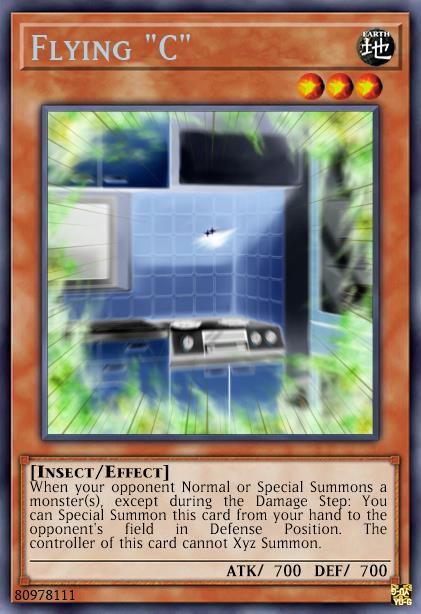 Flying "C"
EARTH
地
[Insect/Effect]
When your opponent Normal or Special Summons a
monster(s), except during the Damage Step: You
can Special Summon this card from your hand to the
opponent's field in Defense Position. The
controller of this card cannot Xyz Summon.
ATK/ 700 DEF/ 700
80978111